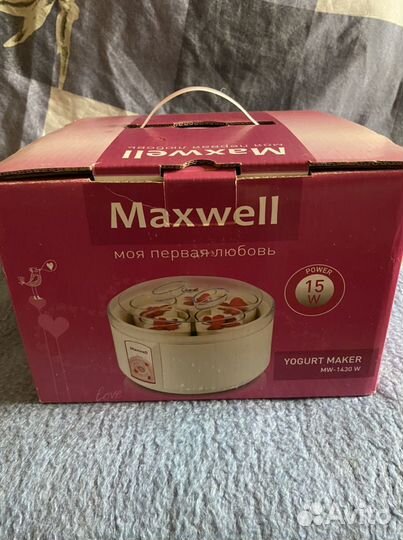 Maxwell
моя первая любовь
Maxwell
моя первая любовь
POWER
15
W
Maxwell
YOGURT MAKER
MW-1430 W
Love
Avito